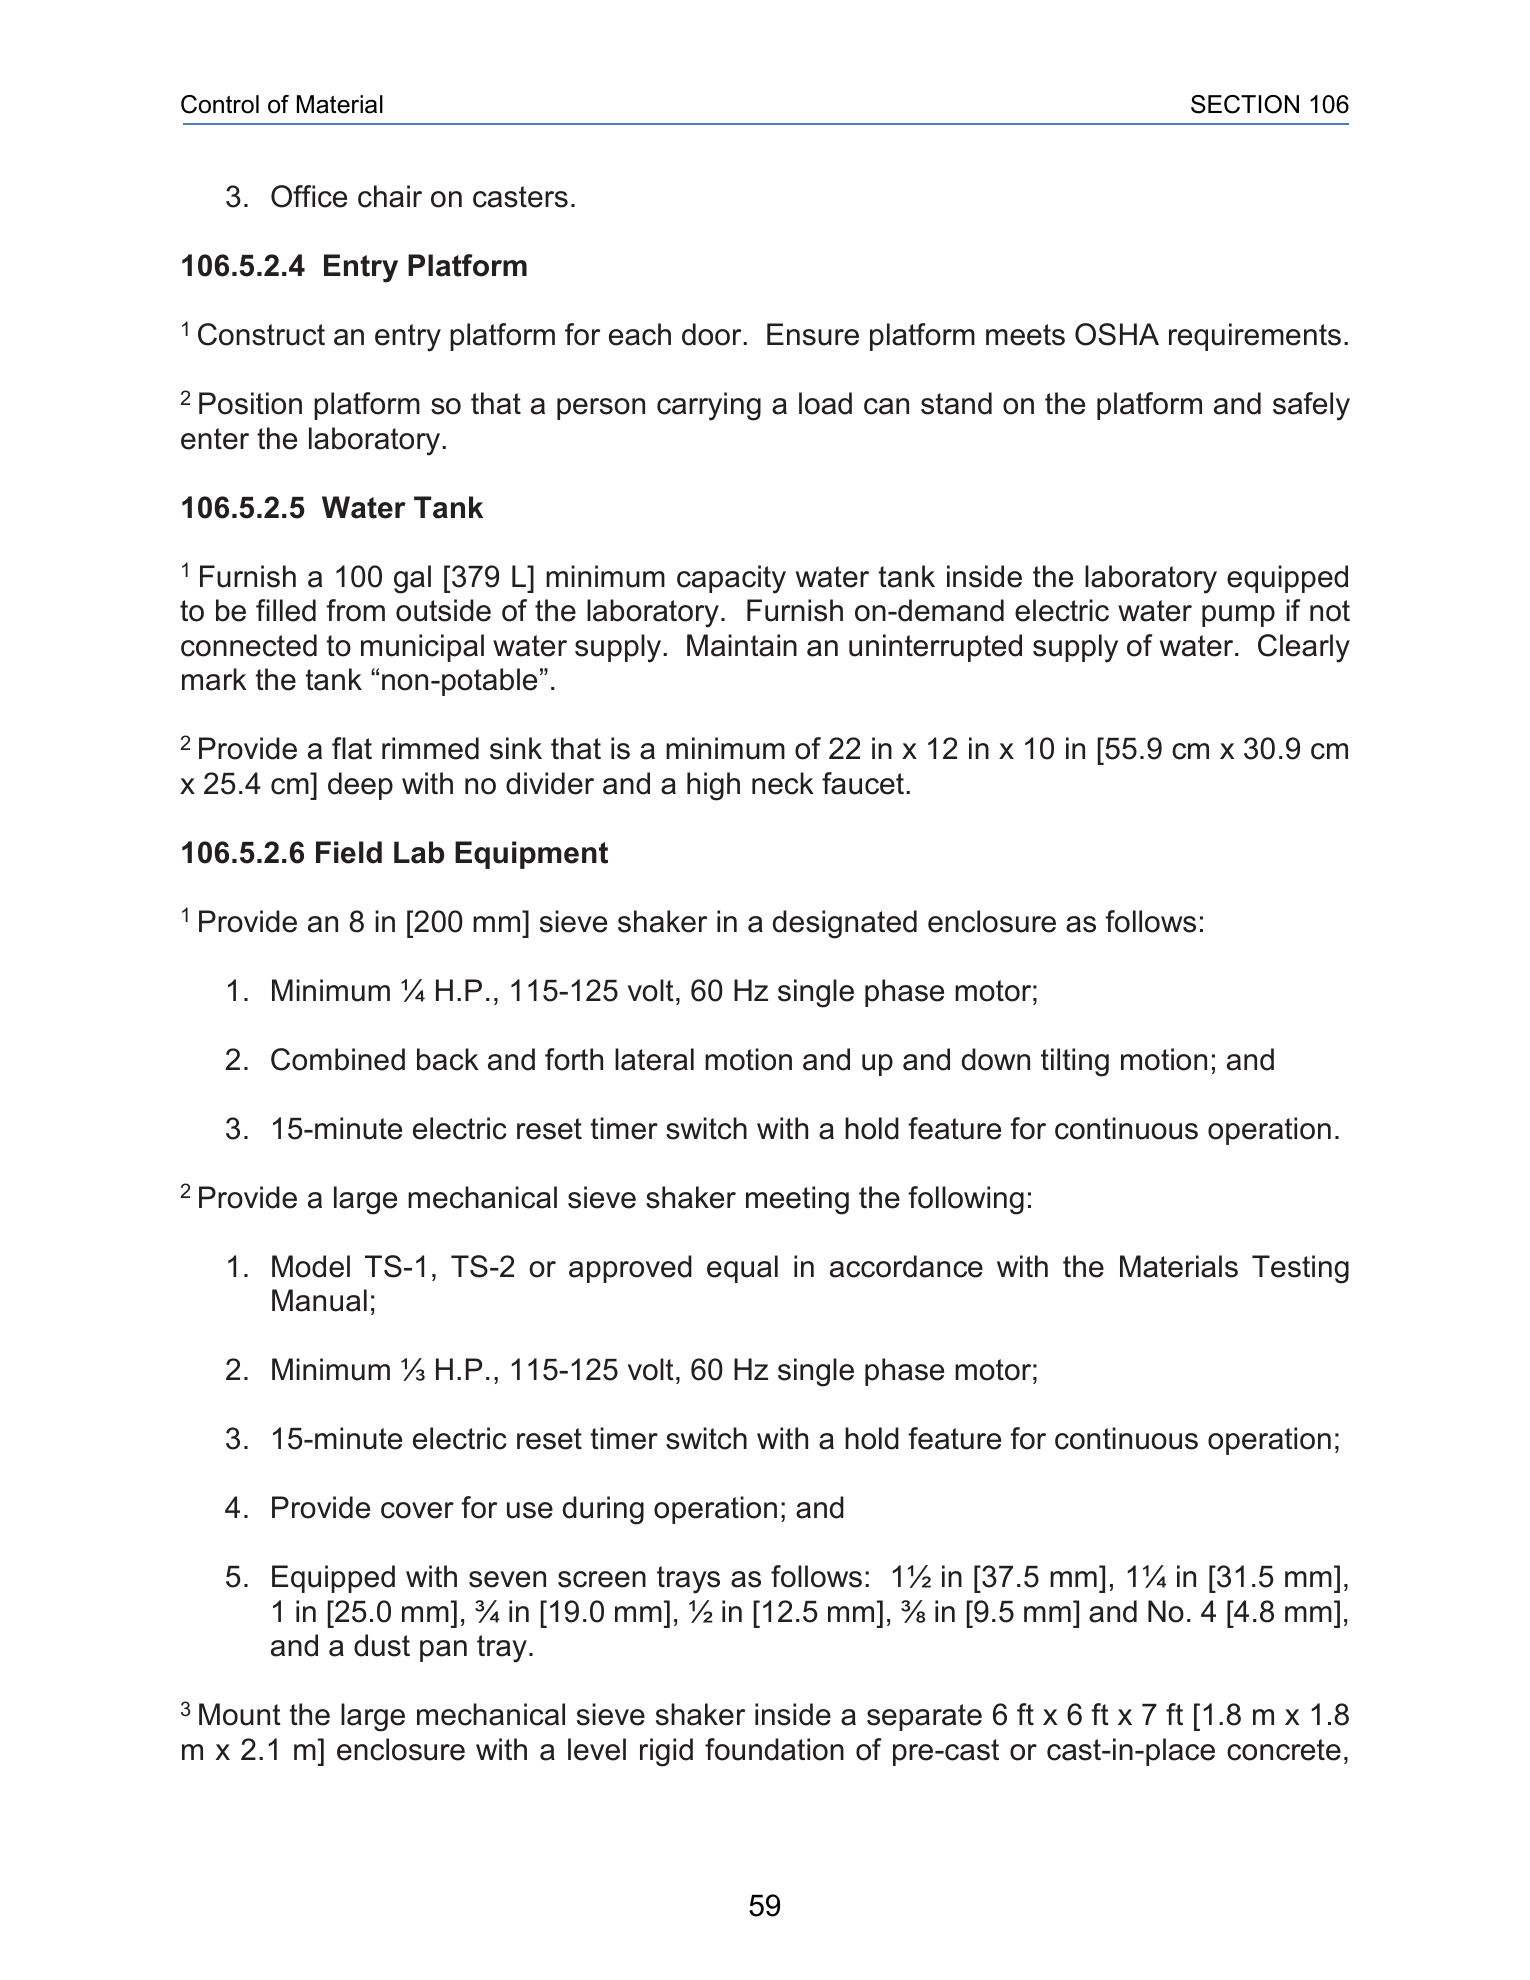 Control of Material SECTION 106
3. Office chair on casters.
106.5.2.4 Entry Platform
1 Construct an entry platform for each door. Ensure platform meets OSHA requirements.
2 Position platform so that a person carrying a load can stand on the platform and safely
enter the laboratory.
106.5.2.5 Water Tank
1 Furnish a 100 gal [379 L] minimum capacity water tank inside the laboratory equipped
to be filled from outside of the laboratory. Furnish on-demand electric water pump if not
connected to municipal water supply. Maintain an uninterrupted supply of water. Clearly
mark the tank “non-potable”.
2 Provide a flat rimmed sink that is a minimum of 22 in x 12 in x 10 in [55.9 cm x 30.9 cm
x 25.4 cm] deep with no divider and a high neck faucet.
106.5.2.6 Field Lab Equipment
1 Provide an 8 in [200 mm] sieve shaker in a designated enclosure as follows:
1. Minimum ¼ H.P., 115-125 volt, 60 Hz single phase motor;
2. Combined back and forth lateral motion and up and down tilting motion; and
3. 15-minute electric reset timer switch with a hold feature for continuous operation.
2 Provide a large mechanical sieve shaker meeting the following:
1. Model TS-1, TS-2 or approved equal in accordance with the Materials Testing
Manual;
2. Minimum ⅓ H.P., 115-125 volt, 60 Hz single phase motor;
3. 15-minute electric reset timer switch with a hold feature for continuous operation;
4. Provide cover for use during operation; and
5. Equipped with seven screen trays as follows: 1½ in [37.5 mm], 1¼ in [31.5 mm],
1 in [25.0 mm], ¾ in [19.0 mm], ½ in [12.5 mm], ⅜ in [9.5 mm] and No. 4 [4.8 mm],
and a dust pan tray.
3 Mount the large mechanical sieve shaker inside a separate 6 ft x 6 ft x 7 ft [1.8 m x 1.8
m x 2.1 m] enclosure with a level rigid foundation of pre-cast or cast-in-place concrete,
59